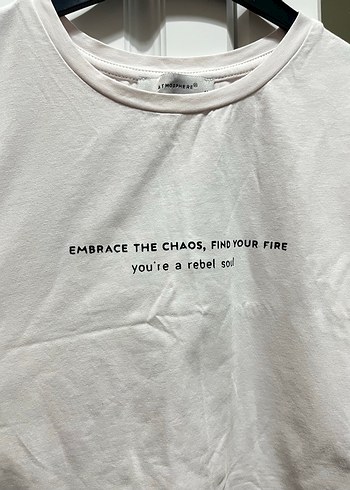 ATMOSPHERE
EMBRACE THE CHAOS, FIND YOUR FIRE
you're a rebel soul